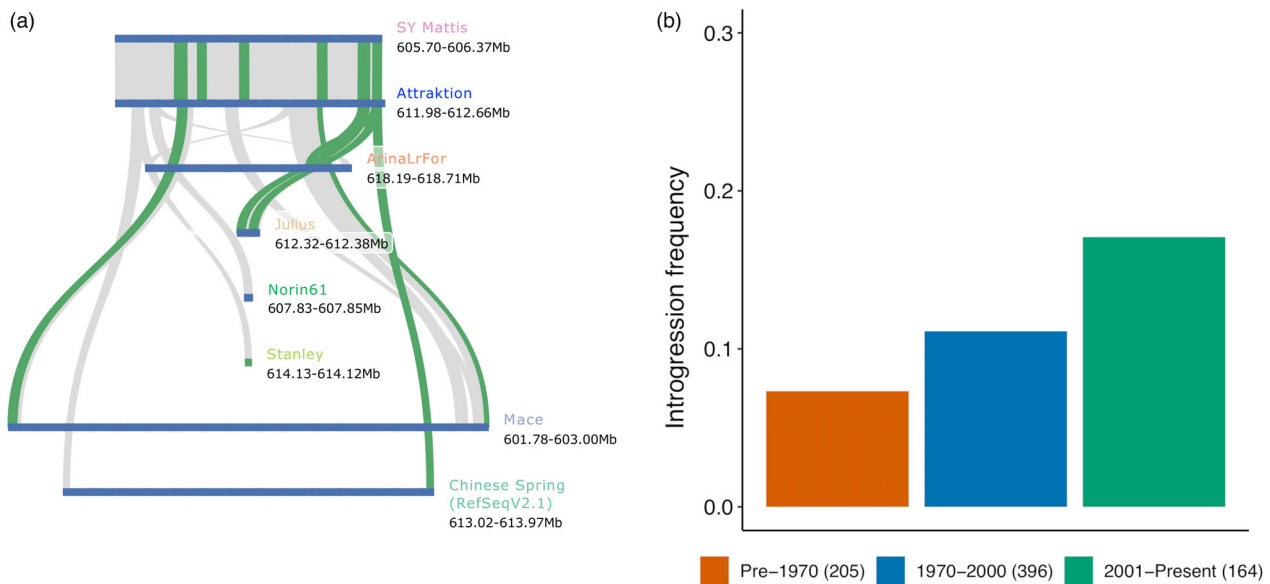 (a)
SY Mattis
605.70-606.37Mb
Attraktion
611.98-612.66Mb
ArinaLrFor
618.19-618.71Mb
Julius
612.32-612.38Mb
Norin61
607.83-607.85Mb
Stanley
614.13-614.12Mb
Mace
601.78-603.00Mb
Chinese Spring
(RefSeqV2.1)
613.02-613.97Mb
(b)
Introgression frequency
0.3
0.2
0.1
0.0
Pre−1970 (205)
1970−2000 (396)
2001−Present (164)